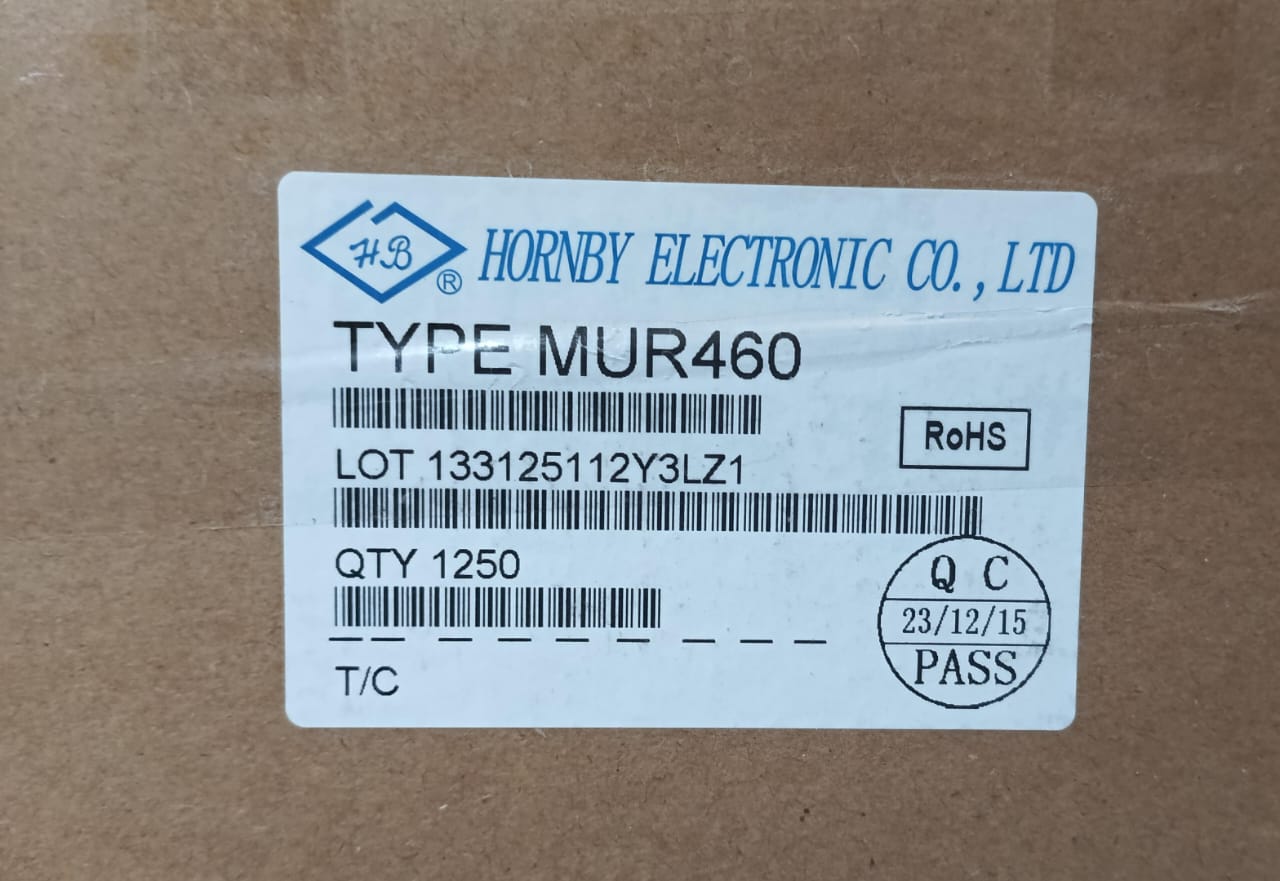 HB ®
HORNBY ELECTRONIC CO., LTD
TYPE MUR460
LOT 133125112Y3LZ1
RoHS
QTY 1250
Q C
23/12/15
PASS
T/C